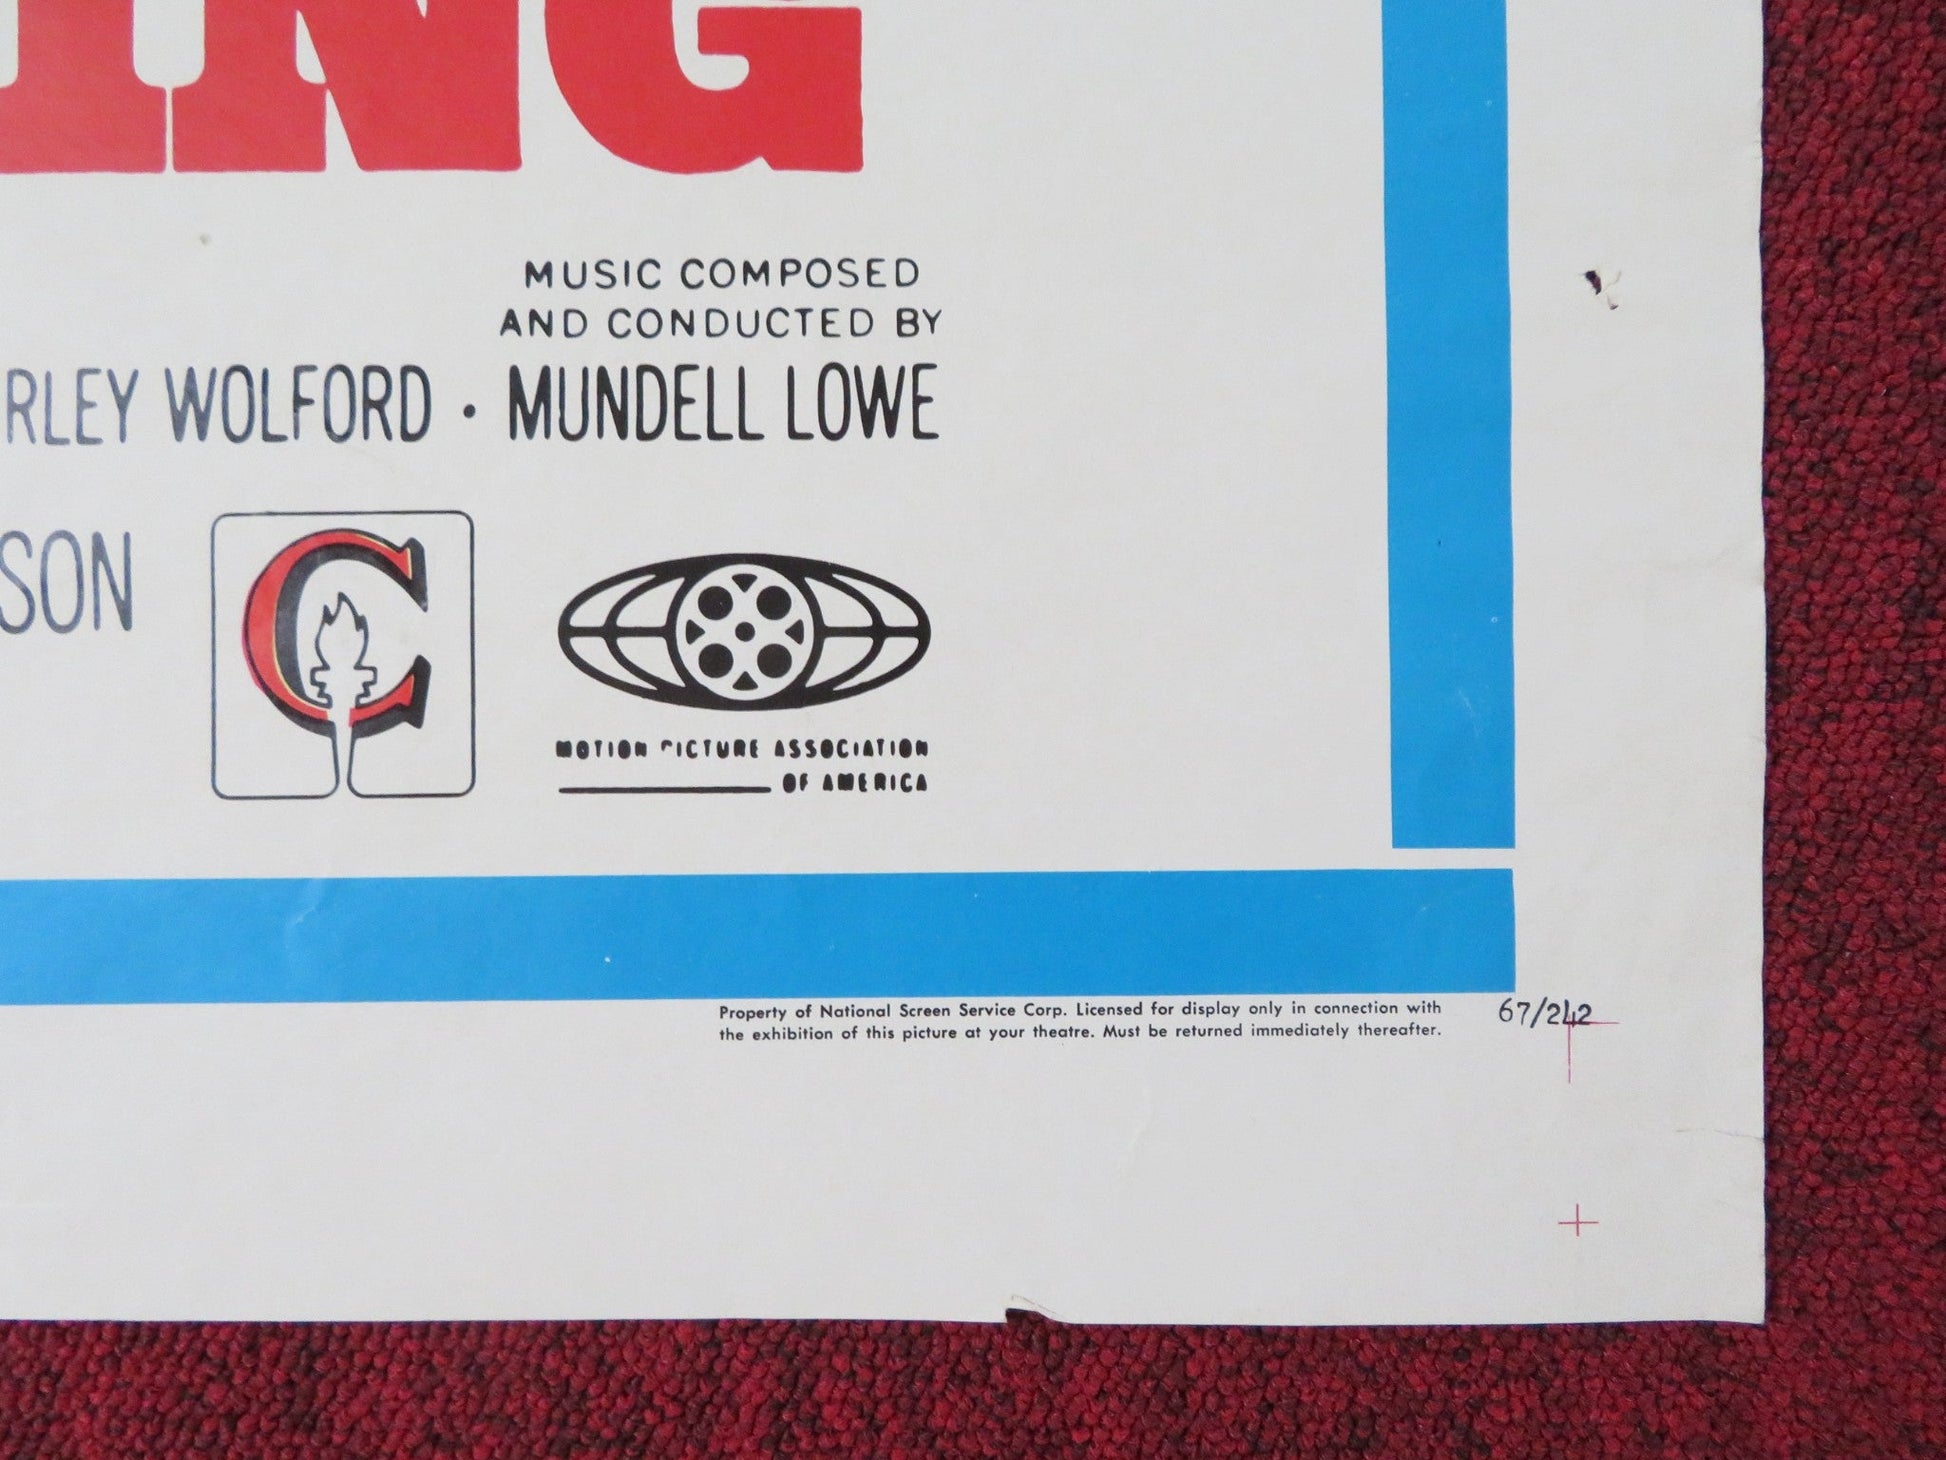 ING
MUSIC COMPOSED
AND CONDUCTED BY
RLEY WOLFORD · MUNDELL LOWE
SON
C
MOTION PICTURE ASSOCIATION
OF AMERICA
Property of National Screen Service Corp. Licensed for display only in connection with
the exhibition of this picture at your theatre. Must be returned immediately thereafter.
67/242